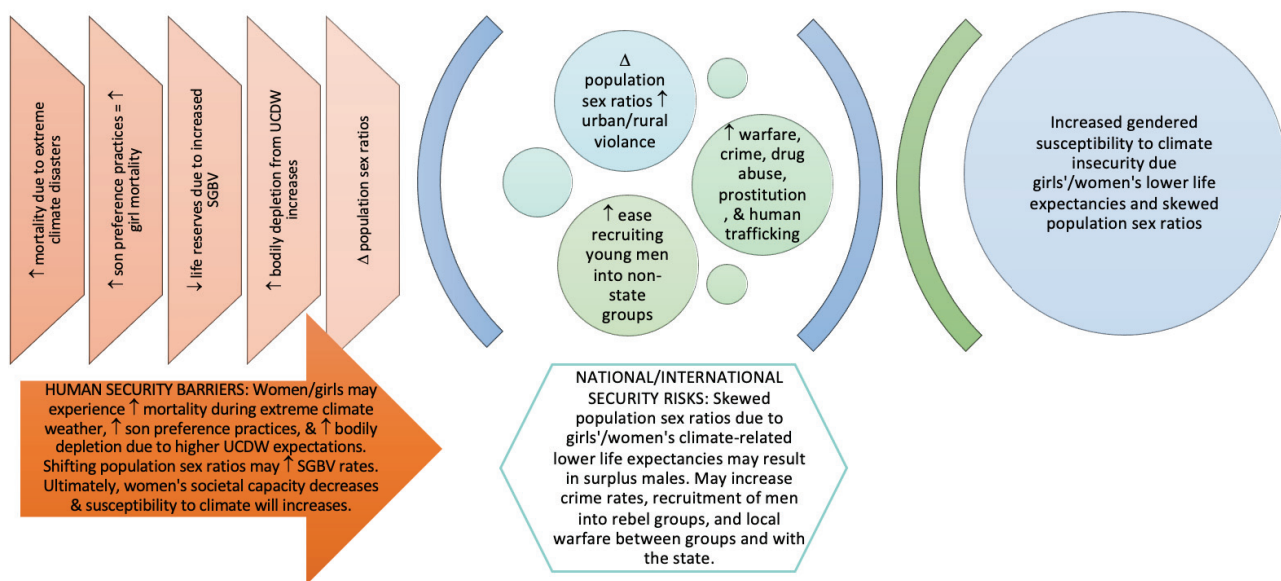 ↑ mortality due to extreme
climate disasters
↑ son preference practices = ↑
girl mortality
↓ life reserves due to increased
SGBV
↑ bodily depletion from UCDW
increases
Δ population sex ratios
Δ
population
sex ratios ↑
urban/rural
violance
↑ warfare,
crime, drug
abuse,
prostitution
, & human
trafficking
↑ ease
recruiting
young men
into non-
state
groups
Increased gendered
susceptibility to climate
insecurity due
girls'/women's lower life
expectancies and skewed
population sex ratios
HUMAN SECURITY BARRIERS: Women/girls may
experience ↑ mortality during extreme climate
weather, ↑ son preference practices, & ↑ bodily
depletion due to higher UCDW expectations.
Shifting population sex ratios may ↑ SGBV rates.
Ultimately, women's societal capacity decreases
& susceptibility to climate will increases.
NATIONAL/INTERNATIONAL
SECURITY RISKS: Skewed
population sex ratios due to
girls'/women's climate-related
lower life expectancies may result
in surplus males. May increase
crime rates, recruitment of men
into rebel groups, and local
warfare between groups and with
the state.